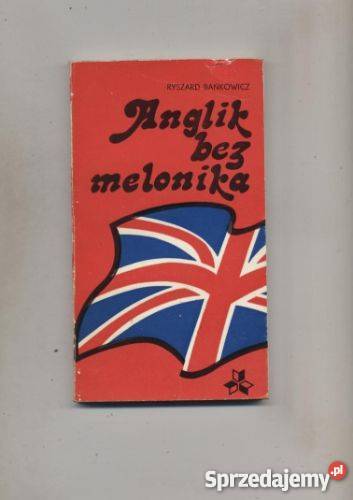 RYSZARD BAŃKOWICZ
Anglik
bez
melonika
Sprzedajemy.pl